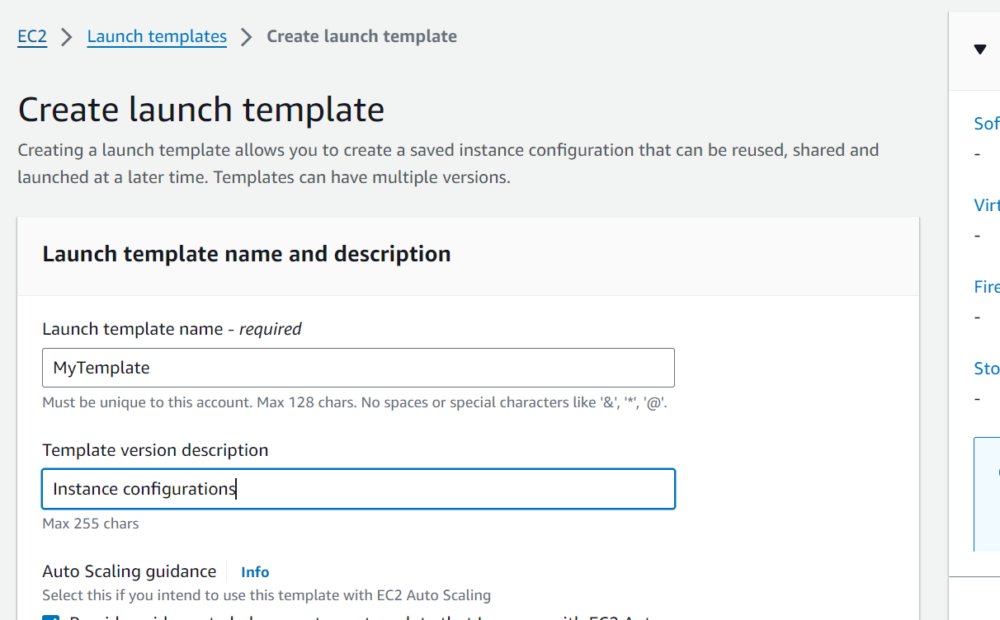 EC2 > Launch templates > Create launch template
Create launch template
Creating a launch template allows you to create a saved instance configuration that can be reused, shared and
launched at a later time. Templates can have multiple versions.
Launch template name and description
Launch template name - required
MyTemplate
Must be unique to this account. Max 128 chars. No spaces or special characters like '&', '*', '@'.
Template version description
Instance configurations
Max 255 chars
Auto Scaling guidance Info
Select this if you intend to use this template with EC2 Auto Scaling
Sof
-
Virt
-
Fire
-
Sto
-